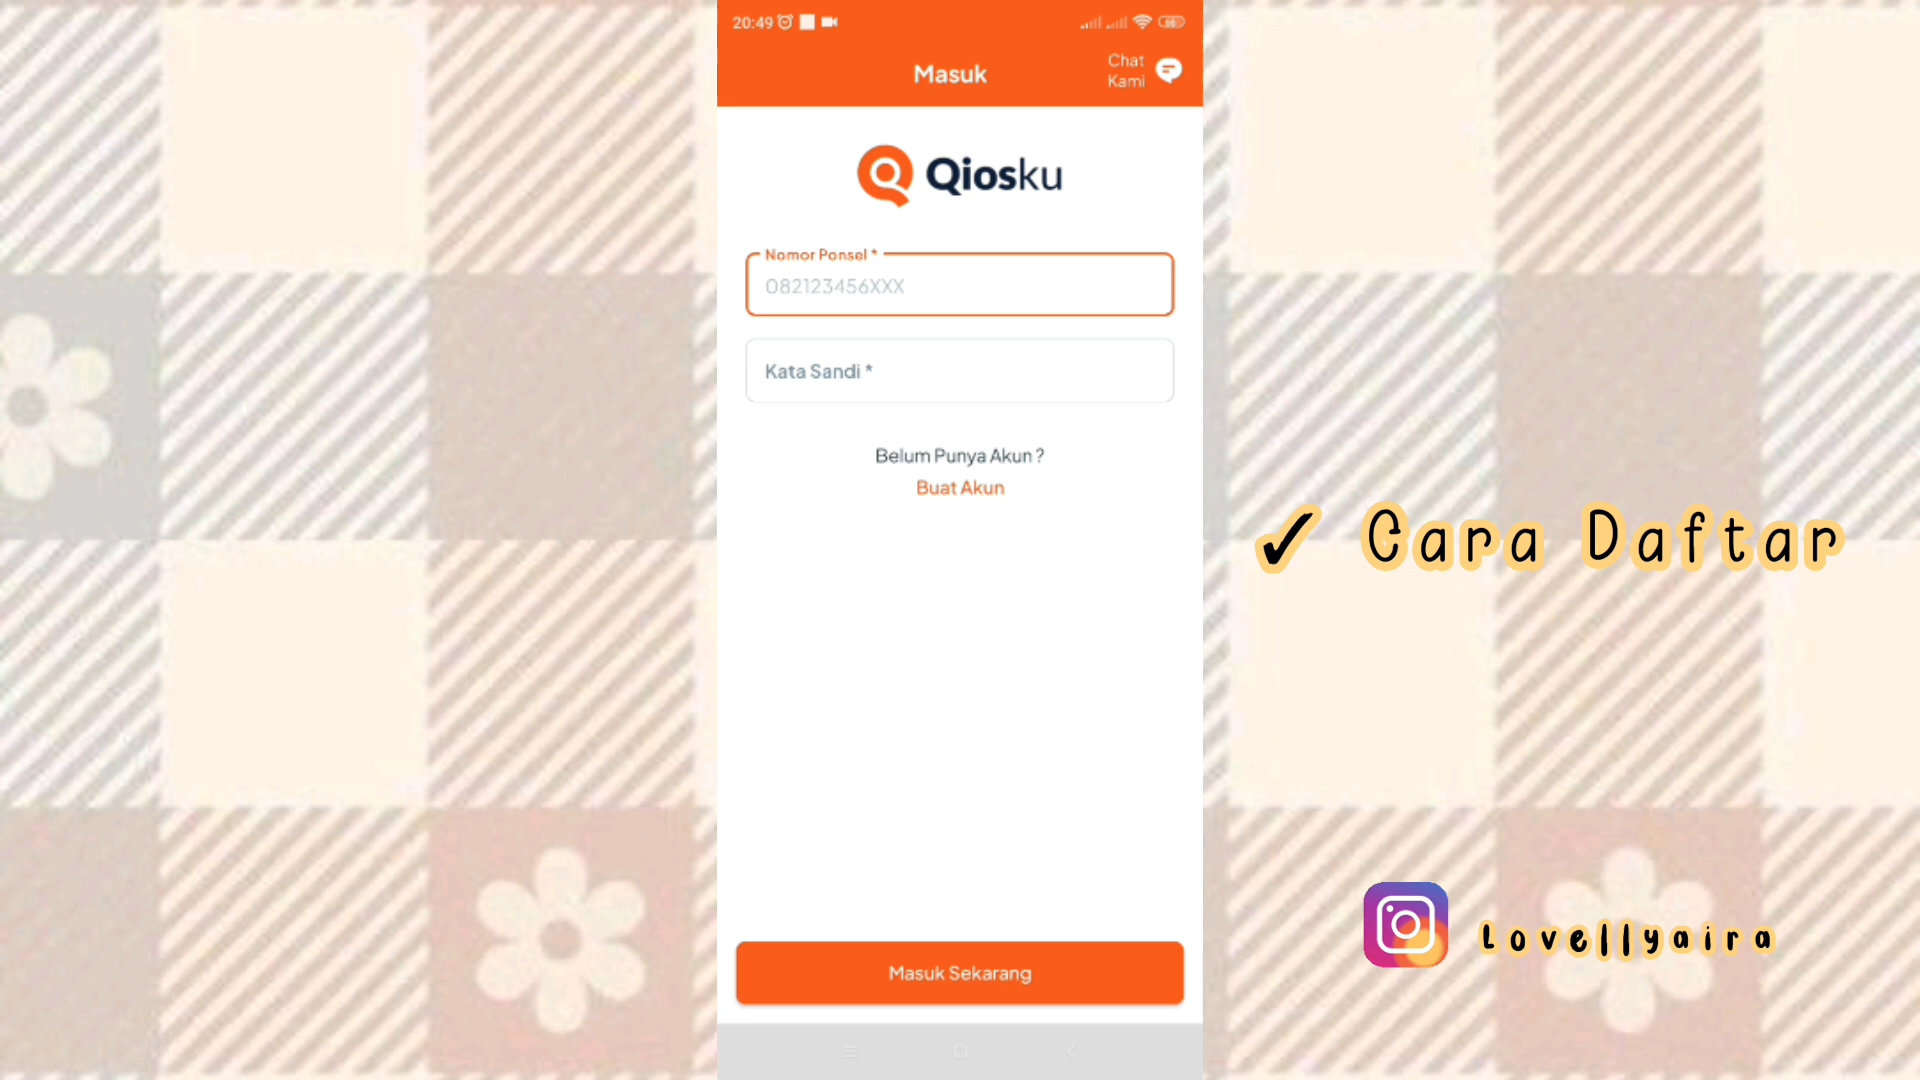 20:49
Masuk
Chat
Kami
Qiosku
Nomor Ponsel *
082123456XXX
Kata Sandi *
Belum Punya Akun ?
Buat Akun
✓ Cara Daftar
Lovellyaira
Masuk Sekarang